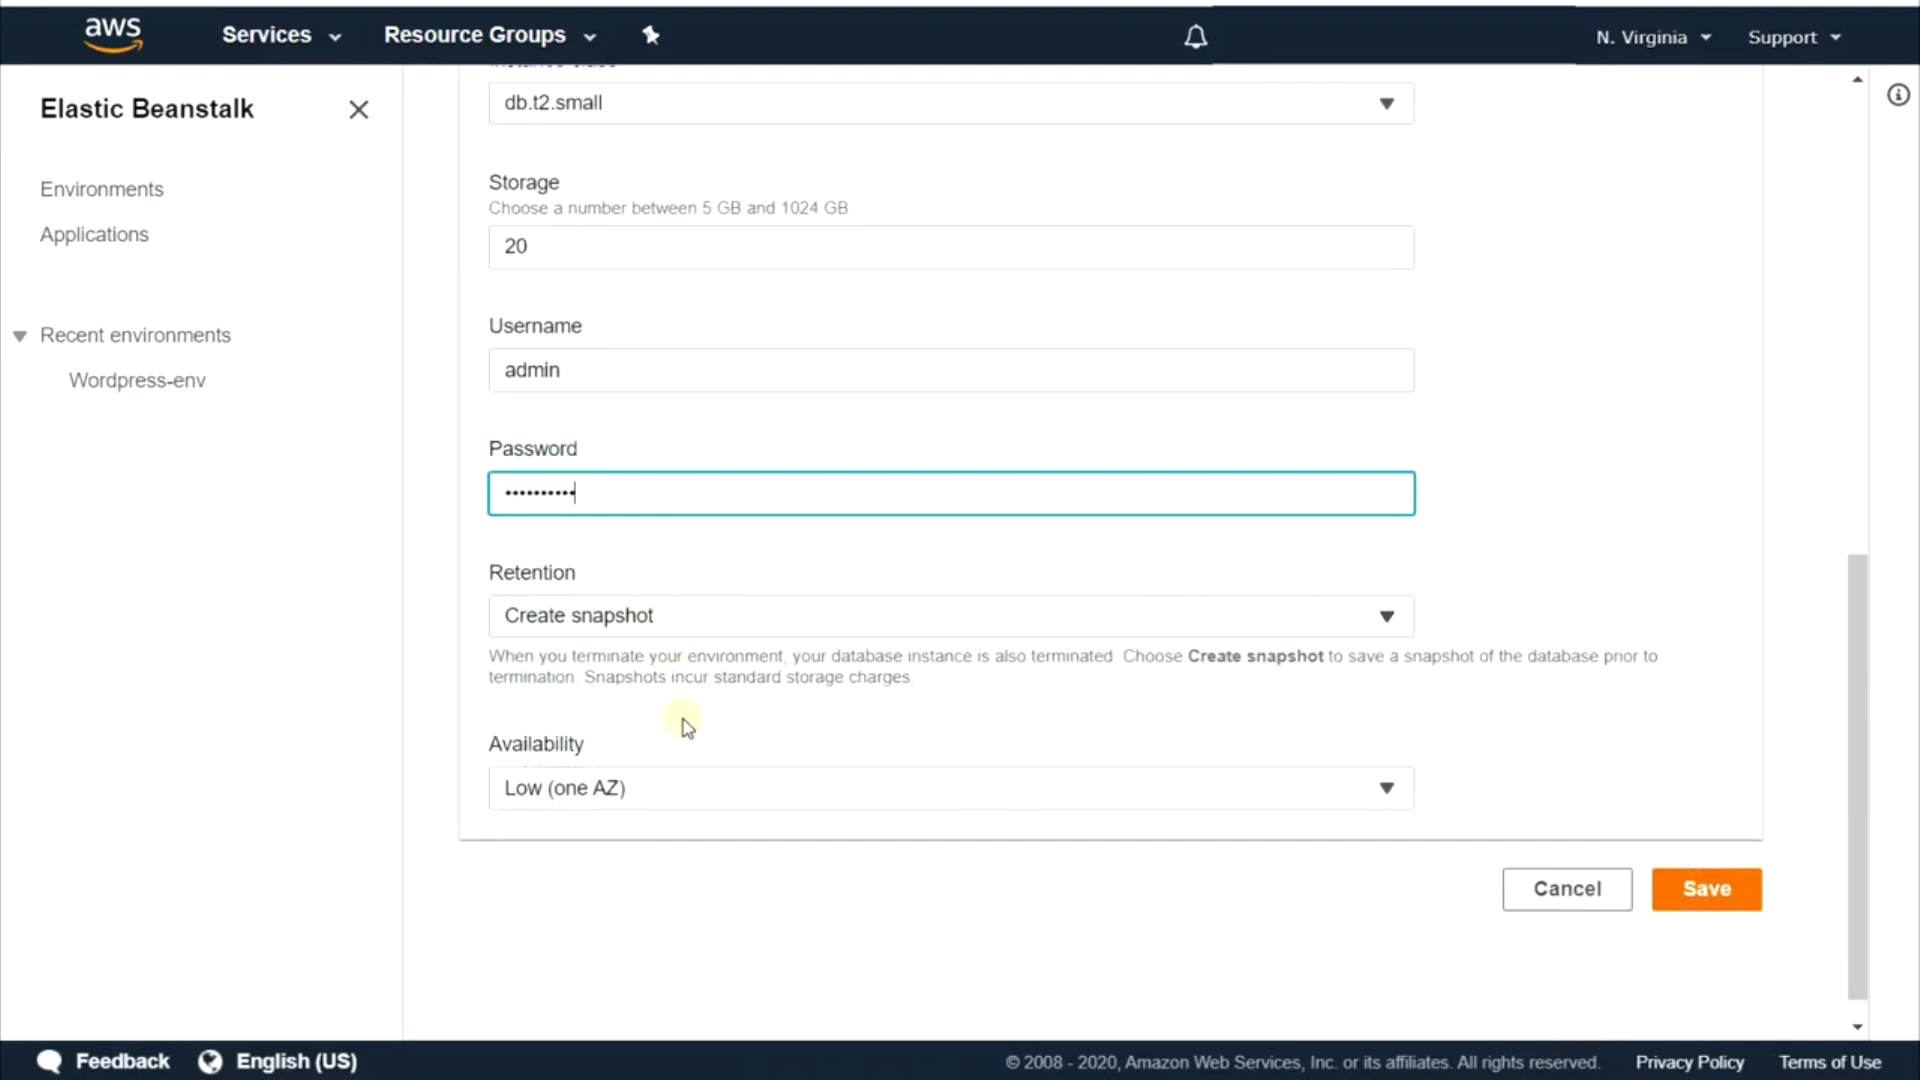 aws
Services
Resource Groups
N. Virginia
Support
Elastic Beanstalk
Environments
Applications
Recent environments
Wordpress-env
db.t2.small
Storage
Choose a number between 5 GB and 1024 GB
20
Username
admin
Password
••••••••••
Retention
Create snapshot
When you terminate your environment, your database instance is also terminated. Choose Create snapshot to save a snapshot of the database prior to
termination. Snapshots incur standard storage charges.
Availability
Low (one AZ)
Cancel
Save
Feedback
English (US)
© 2008 - 2020, Amazon Web Services, Inc. or its affiliates. All rights reserved.
Privacy Policy
Terms of Use